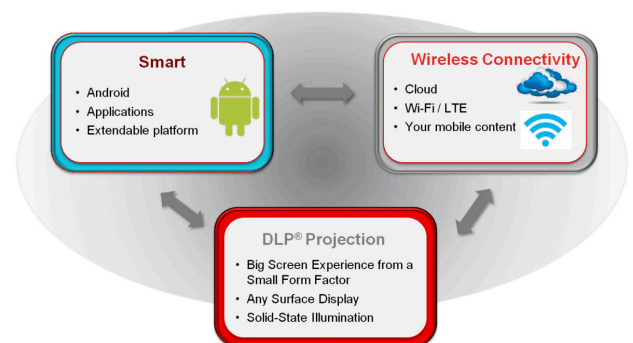 Smart
• Android
• Applications
• Extendable platform
Wireless Connectivity
• Cloud
• Wi-Fi / LTE
• Your mobile content
DLP® Projection
• Big Screen Experience from a
Small Form Factor
• Any Surface Display
• Solid-State Illumination